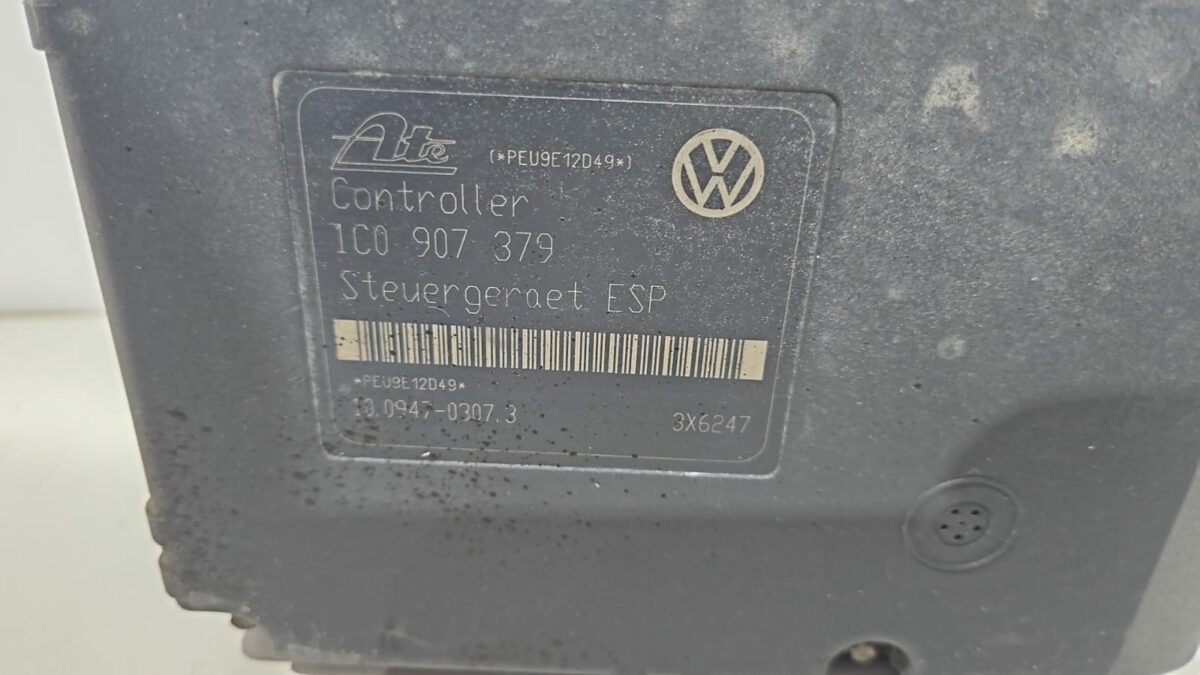 Ate (*PEU9E12D49*)
Controller
1C0 907 379
Steuergeraet ESP
*PEU9E12D49*
10.0947-0307.3 3X6247